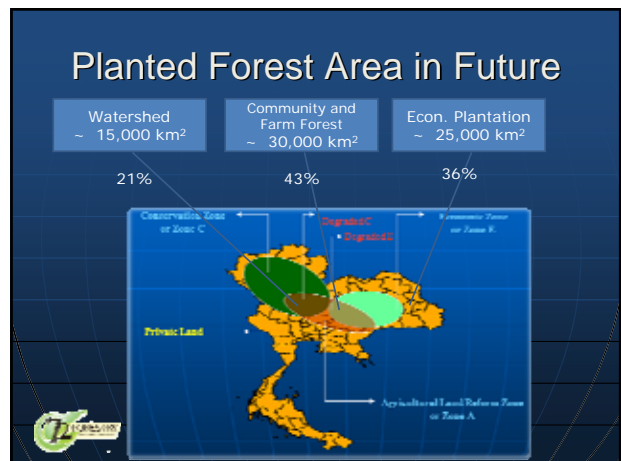 Planted Forest Area in Future
Watershed
~ 15,000 km²
Community and
Farm Forest
~ 30,000 km²
Econ. Plantation
~ 25,000 km²
21%
43%
36%
Conservation Zone
or Zone C
Degraded C
Degraded E
Economic Zone
or Zone E
Private Land
Agricultural Land Reform Zone
or Zone A
FORESTRY